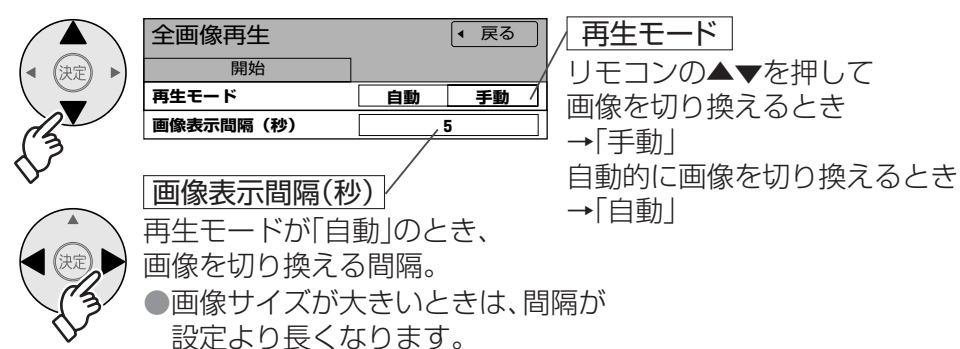 決定
全画像再生
戻る
開始
再生モード 自動 手動
画像表示間隔（秒） 5
再生モード
リモコンの▲▼を押して
画像を切り換えるとき
→「手動」
自動的に画像を切り換えるとき
→「自動」
画像表示間隔(秒)
再生モードが「自動」のとき、
画像を切り換える間隔。
●画像サイズが大きいときは、間隔が
設定より長くなります。
決定